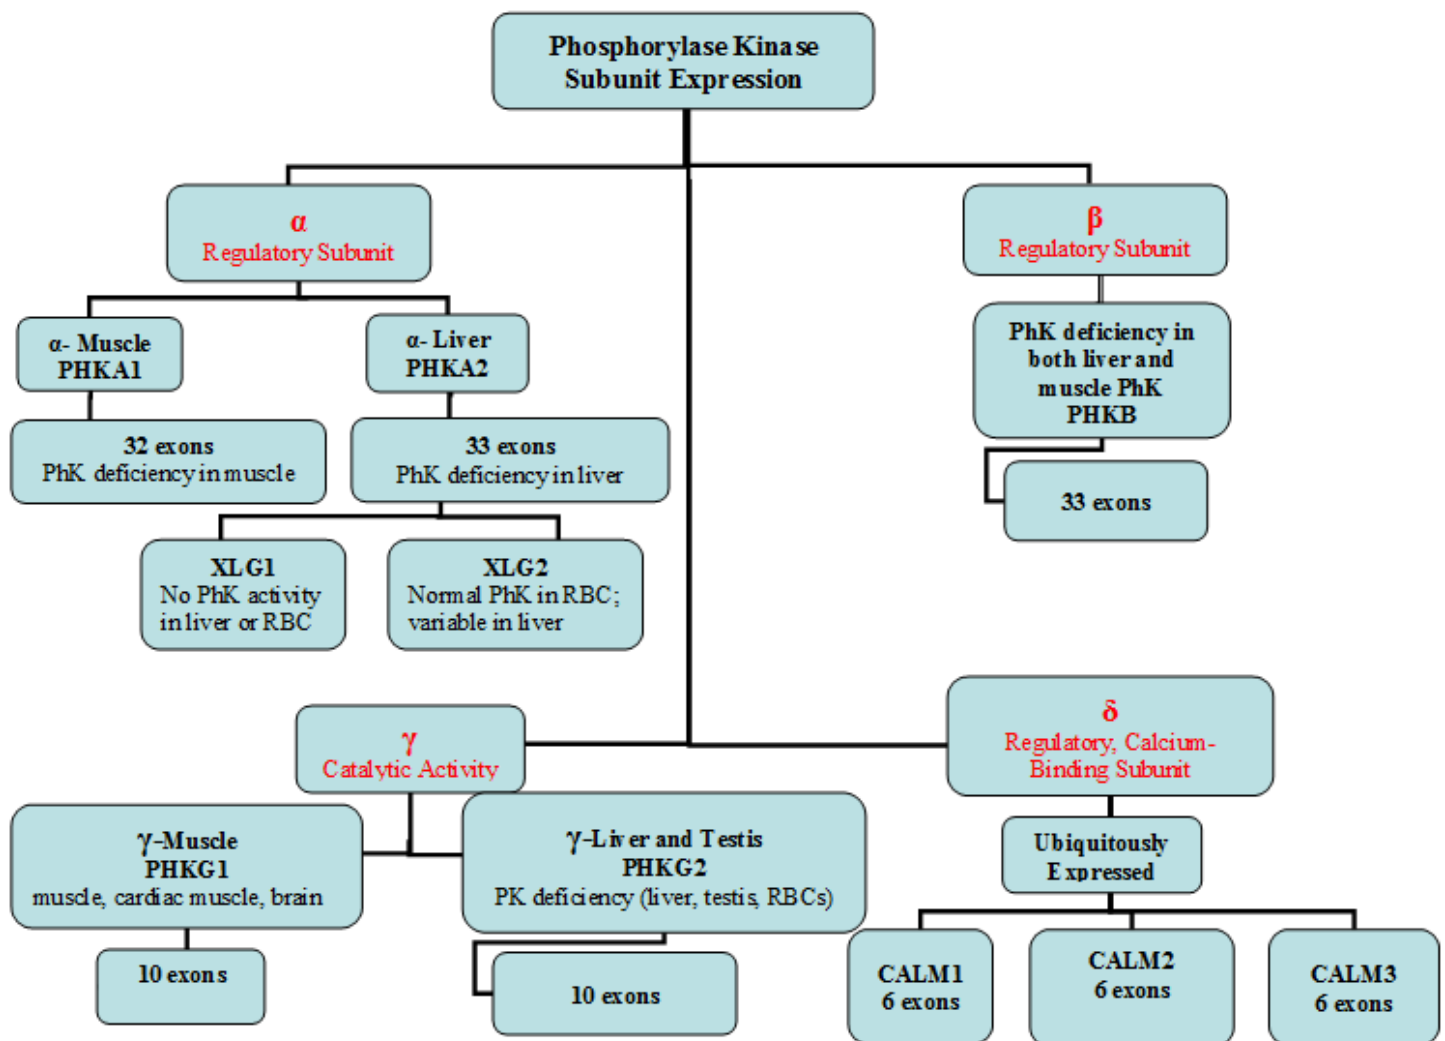 Phosphorylase Kinase
Subunit Expression
α
Regulatory Subunit
β
Regulatory Subunit
α- Muscle
PHKA1
α- Liver
PHKA2
PhK deficiency in
both liver and
muscle PhK
PHKB
32 exons
PhK deficiency in muscle
33 exons
PhK deficiency in liver
33 exons
XLG1
No PhK activity
in liver or RBC
XLG2
Normal PhK in RBC;
variable in liver
γ
Catalytic Activity
δ
Regulatory, Calcium-
Binding Subunit
γ-Muscle
PHKG1
muscle, cardiac muscle, brain
γ-Liver and Testis
PHKG2
PK deficiency (liver, testis, RBCs)
Ubiquitously
Expressed
10 exons
10 exons
CALM1
6 exons
CALM2
6 exons
CALM3
6 exons